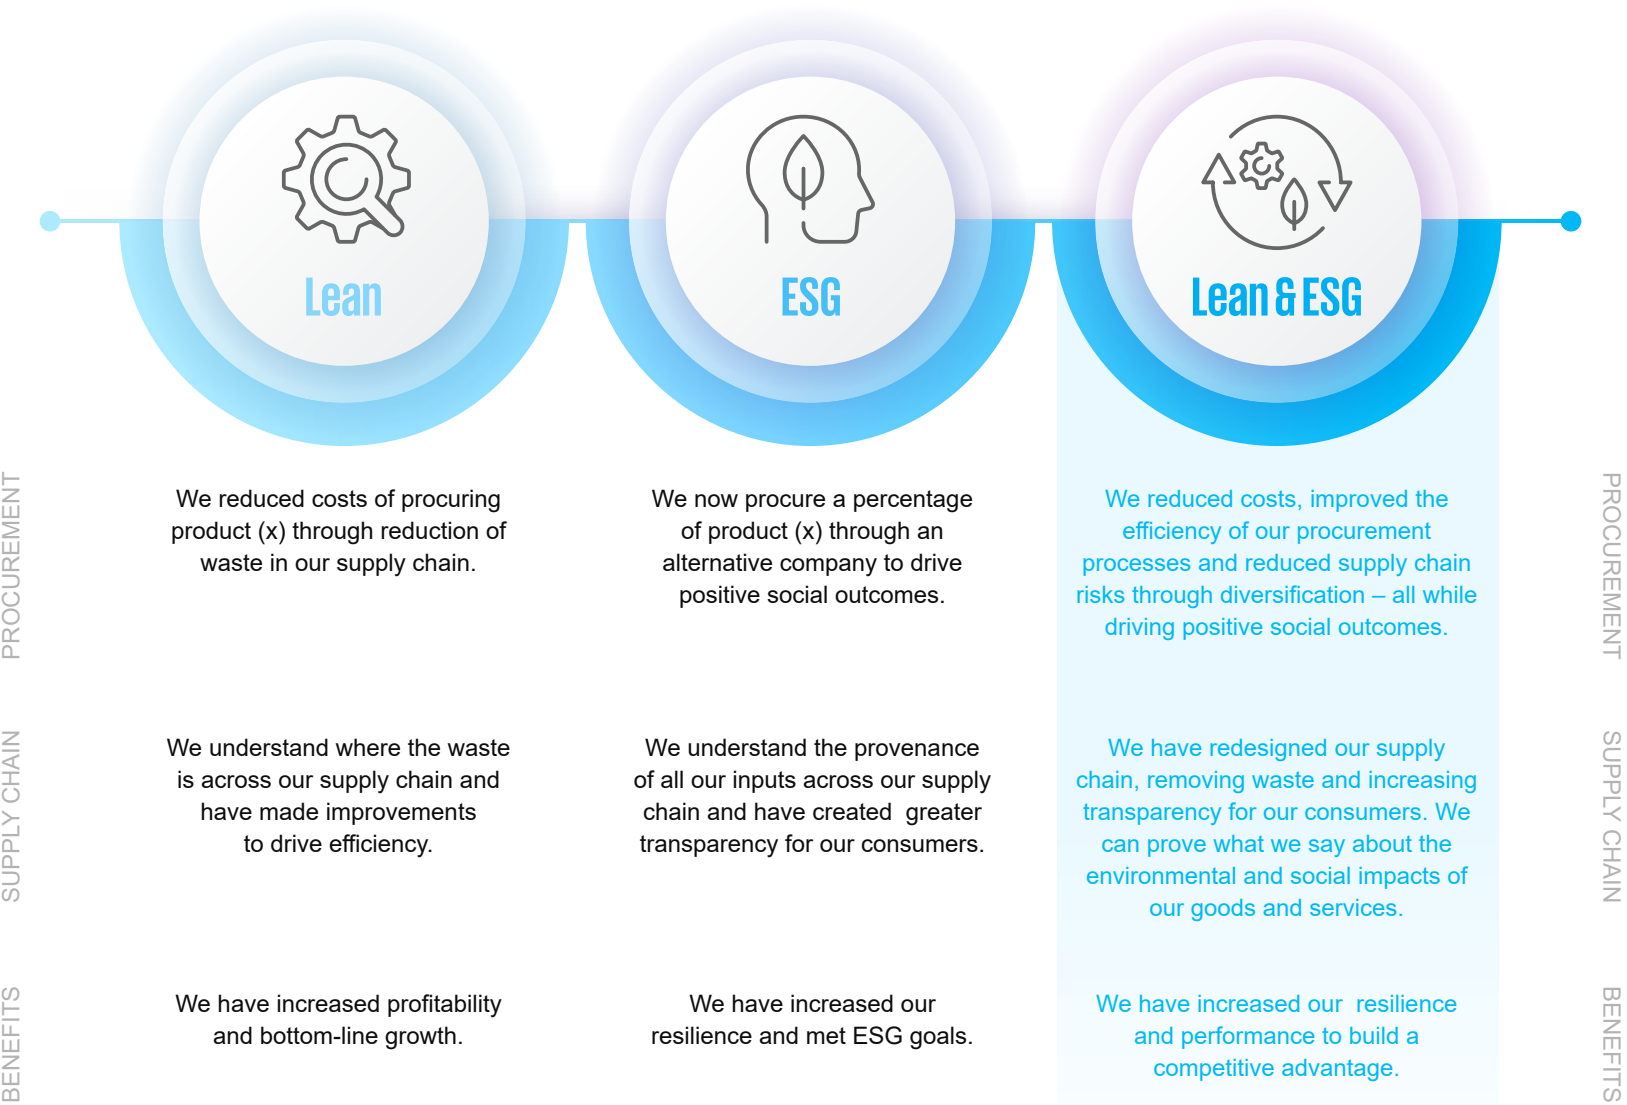 Lean
ESG
Lean & ESG
PROCUREMENT
We reduced costs of procuring
product (x) through reduction of
waste in our supply chain.
We now procure a percentage
of product (x) through an
alternative company to drive
positive social outcomes.
We reduced costs, improved the
efficiency of our procurement
processes and reduced supply chain
risks through diversification – all while
driving positive social outcomes.
PROCUREMENT
SUPPLY CHAIN
We understand where the waste
is across our supply chain and
have made improvements
to drive efficiency.
We understand the provenance
of all our inputs across our supply
chain and have created  greater
transparency for our consumers.
We have redesigned our supply
chain, removing waste and increasing
transparency for our consumers. We
can prove what we say about the
environmental and social impacts of
our goods and services.
SUPPLY CHAIN
BENEFITS
We have increased profitability
and bottom-line growth.
We have increased our
resilience and met ESG goals.
We have increased our  resilience
and performance to build a
competitive advantage.
BENEFITS